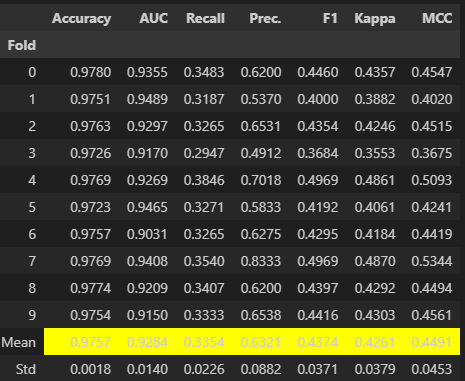 Accuracy AUC Recall Prec. F1 Kappa MCC
Fold
0 0.9780 0.9355 0.3483 0.6200 0.4460 0.4357 0.4547
1 0.9751 0.9489 0.3187 0.5370 0.4000 0.3882 0.4020
2 0.9763 0.9297 0.3265 0.6531 0.4354 0.4246 0.4515
3 0.9726 0.9170 0.2947 0.4912 0.3684 0.3553 0.3675
4 0.9769 0.9269 0.3846 0.7018 0.4969 0.4861 0.5093
5 0.9723 0.9465 0.3271 0.5833 0.4192 0.4061 0.4241
6 0.9757 0.9031 0.3265 0.6275 0.4295 0.4184 0.4419
7 0.9769 0.9408 0.3540 0.8333 0.4969 0.4870 0.5344
8 0.9774 0.9209 0.3407 0.6200 0.4397 0.4292 0.4494
9 0.9754 0.9150 0.3333 0.6538 0.4416 0.4303 0.4561
Mean 0.9757 0.9284 0.3354 0.6321 0.4374 0.4261 0.4491
Std 0.0018 0.0140 0.0226 0.0882 0.0371 0.0379 0.0453